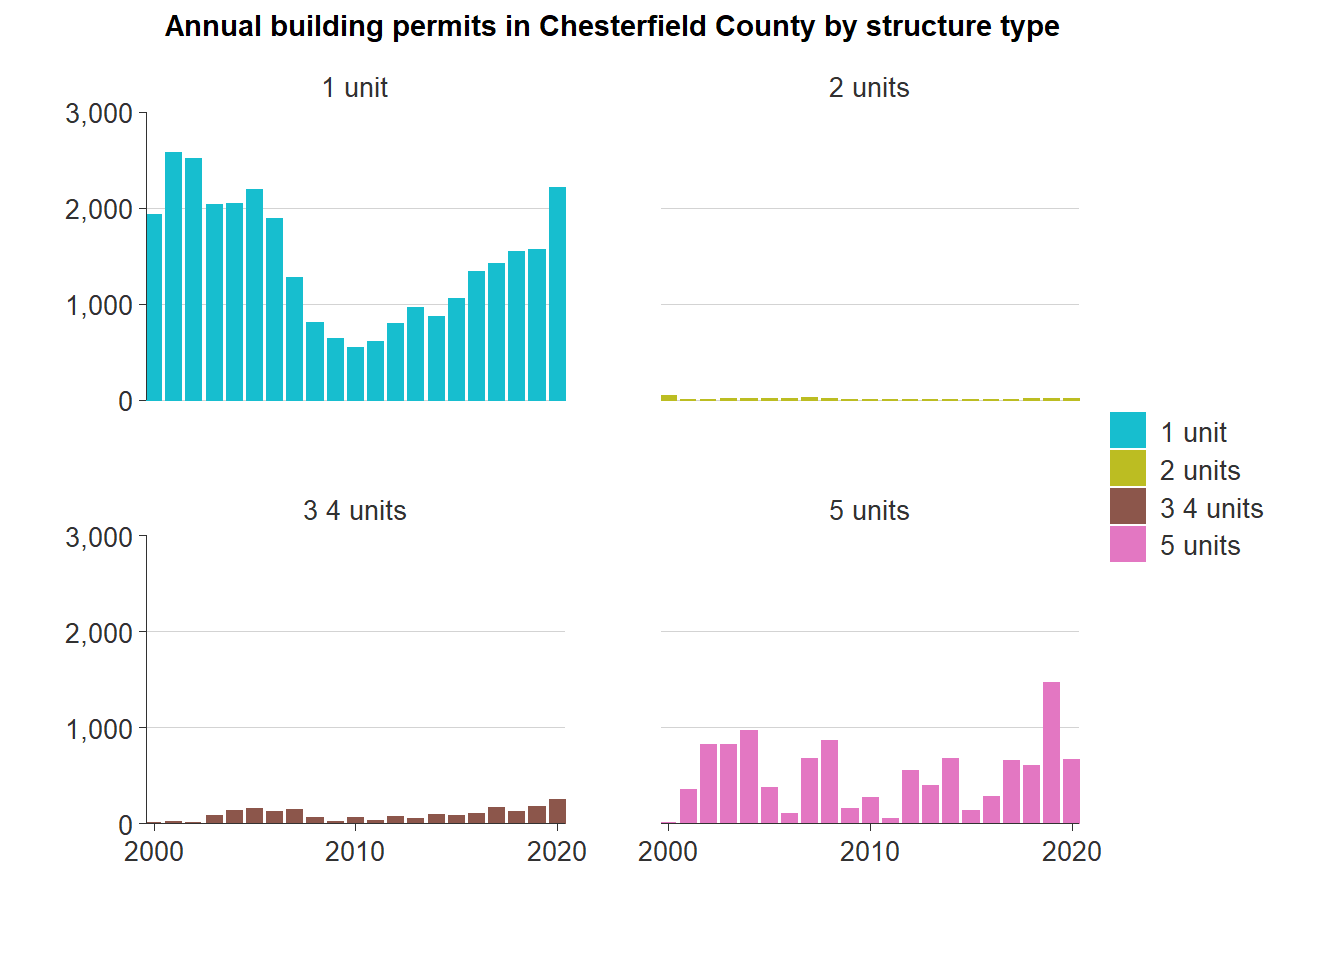 Annual building permits in Chesterfield County by structure type
1 unit
2 units
3,000
2,000
1,000
0
3 4 units
5 units
3,000
2,000
1,000
0
2000
2010
2020
2000
2010
2020
1 unit
2 units
3 4 units
5 units